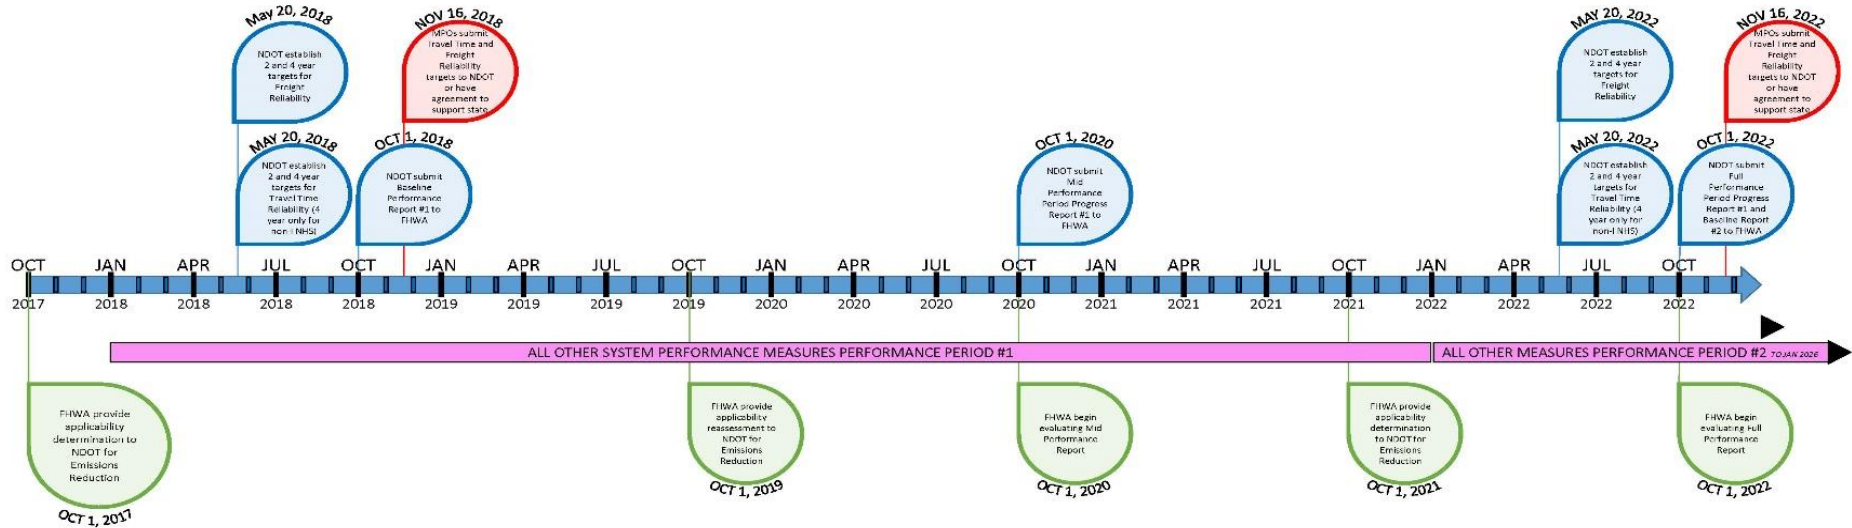 May 20, 2018
NDOT establish
2 and 4 year
targets for
Freight
Reliability
NOV 16, 2018
MPOs submit
Travel Time and
Freight
Reliability
targets to NDOT
or have
agreement to
support state
MAY 20, 2022
NDOT establish
2 and 4 year
targets for
Freight
Reliability
NOV 16, 2022
MPOs submit
Travel Time and
Freight
Reliability
targets to NDOT
or have
agreement to
support state
MAY 20, 2018
NDOT establish
2 and 4 year
targets for
Travel Time
Reliability (4
year only for
non-I NHS)
OCT 1, 2018
NDOT submit
Baseline
Performance
Report #1 to
FHWA
OCT 1, 2020
NDOT submit
Mid
Performance
Period Progress
Report #1 to
FHWA
MAY 20, 2022
NDOT establish
2 and 4 year
targets for
Travel Time
Reliability (4
year only for
non-I NHS)
OCT 1, 2022
NDOT submit
Full
Performance
Period Progress
Report #1 and
Baseline Report
#2 to FHWA
OCT JAN APR JUL OCT JAN APR JUL OCT JAN APR JUL OCT JAN APR JUL OCT JAN APR JUL OCT
2017 2018 2018 2018 2018 2019 2019 2019 2019 2020 2020 2020 2020 2021 2021 2021 2021 2022 2022 2022 2022
ALL OTHER SYSTEM PERFORMANCE MEASURES PERFORMANCE PERIOD #1
ALL OTHER MEASURES PERFORMANCE PERIOD #2 TO JAN 2026
FHWA provide
applicability
determination to
NDOT for
Emissions
Reduction
OCT 1, 2017
FHWA provide
applicability
reassessment to
NDOT for
Emissions
Reduction
OCT 1, 2019
FHWA begin
evaluating Mid
Performance
Report
OCT 1, 2020
FHWA provide
applicability
determination
to NDOT for
Emissions
Reduction
OCT 1, 2021
FHWA begin
evaluating Full
Performance
Report
OCT 1, 2022